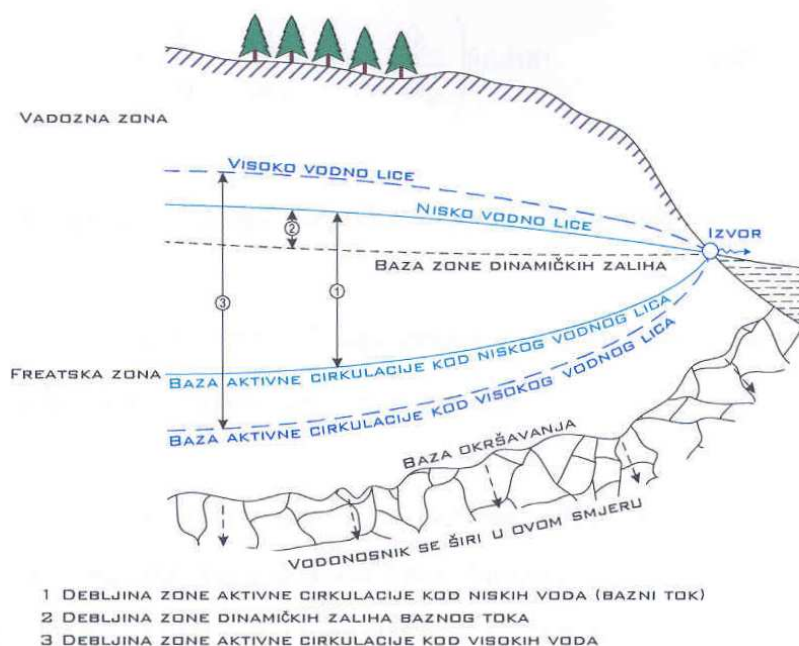 VADOZNA ZONA
VISOKO VODNO LICE
NISKO VODNO LICE
IZVOR
2
BAZA ZONE DINAMIČKIH ZALIHA
3
1
FREATSKA ZONA
BAZA AKTIVNE CIRKULACIJE KOD NISKOG VODNOG LICA
BAZA AKTIVNE CIRKULACIJE KOD VISOKOG VODNOG LICA
BAZA OKRŠAVANJA
VODONOSNIK SE ŠIRI U OVOM SMJERU
1 DEBLJINA ZONE AKTIVNE CIRKULACIJE KOD NISKIH VODA (BAZNI TOK)
2 DEBLJINA ZONE DINAMIČKIH ZALIHA BAZNOG TOKA
3 DEBLJINA ZONE AKTIVNE CIRKULACIJE KOD VISOKIH VODA